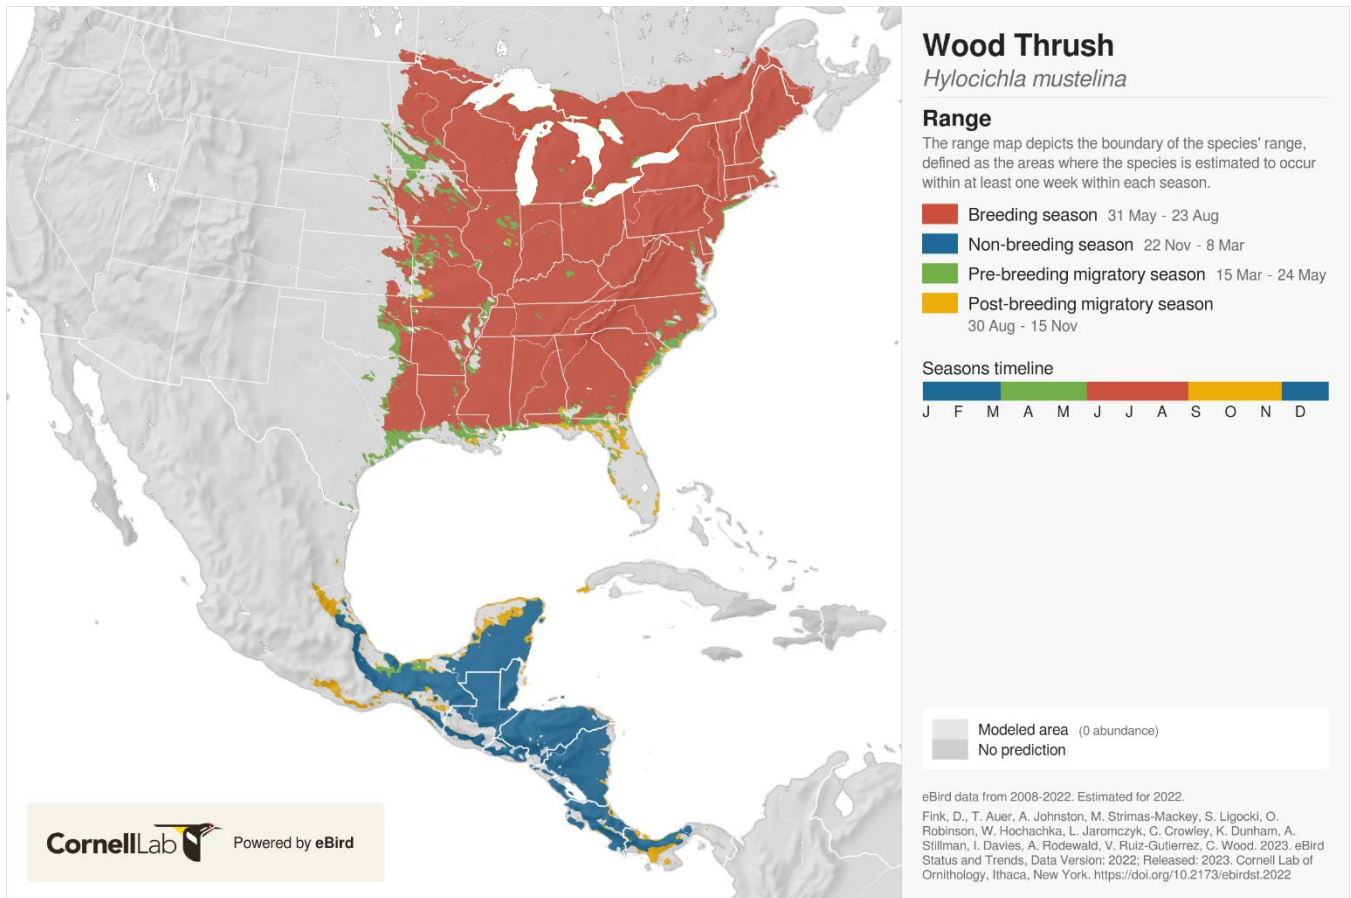 Wood Thrush
Hylocichla mustelina
Range
The range map depicts the boundary of the species' range,
defined as the areas where the species is estimated to occur
within at least one week within each season.
Breeding season 31 May - 23 Aug
Non-breeding season 22 Nov - 8 Mar
Pre-breeding migratory season 15 Mar - 24 May
Post-breeding migratory season
30 Aug - 15 Nov
Seasons timeline
J F M A M J J A S O N D
Modeled area (0 abundance)
No prediction
eBird data from 2008-2022. Estimated for 2022.
Fink, D., T. Auer, A. Johnston, M. Strimas-Mackey, S. Ligocki, O.
Robinson, W. Hochachka, L. Jaromczyk, C. Crowley, K. Dunham, A.
Stillman, I. Davies, A. Rodewald, V. Ruiz-Gutierrez, C. Wood. 2023. eBird
Status and Trends, Data Version: 2022; Released: 2023. Cornell Lab of
Ornithology, Ithaca, New York. https://doi.org/10.2173/ebirdst.2022
CornellLab Powered by eBird